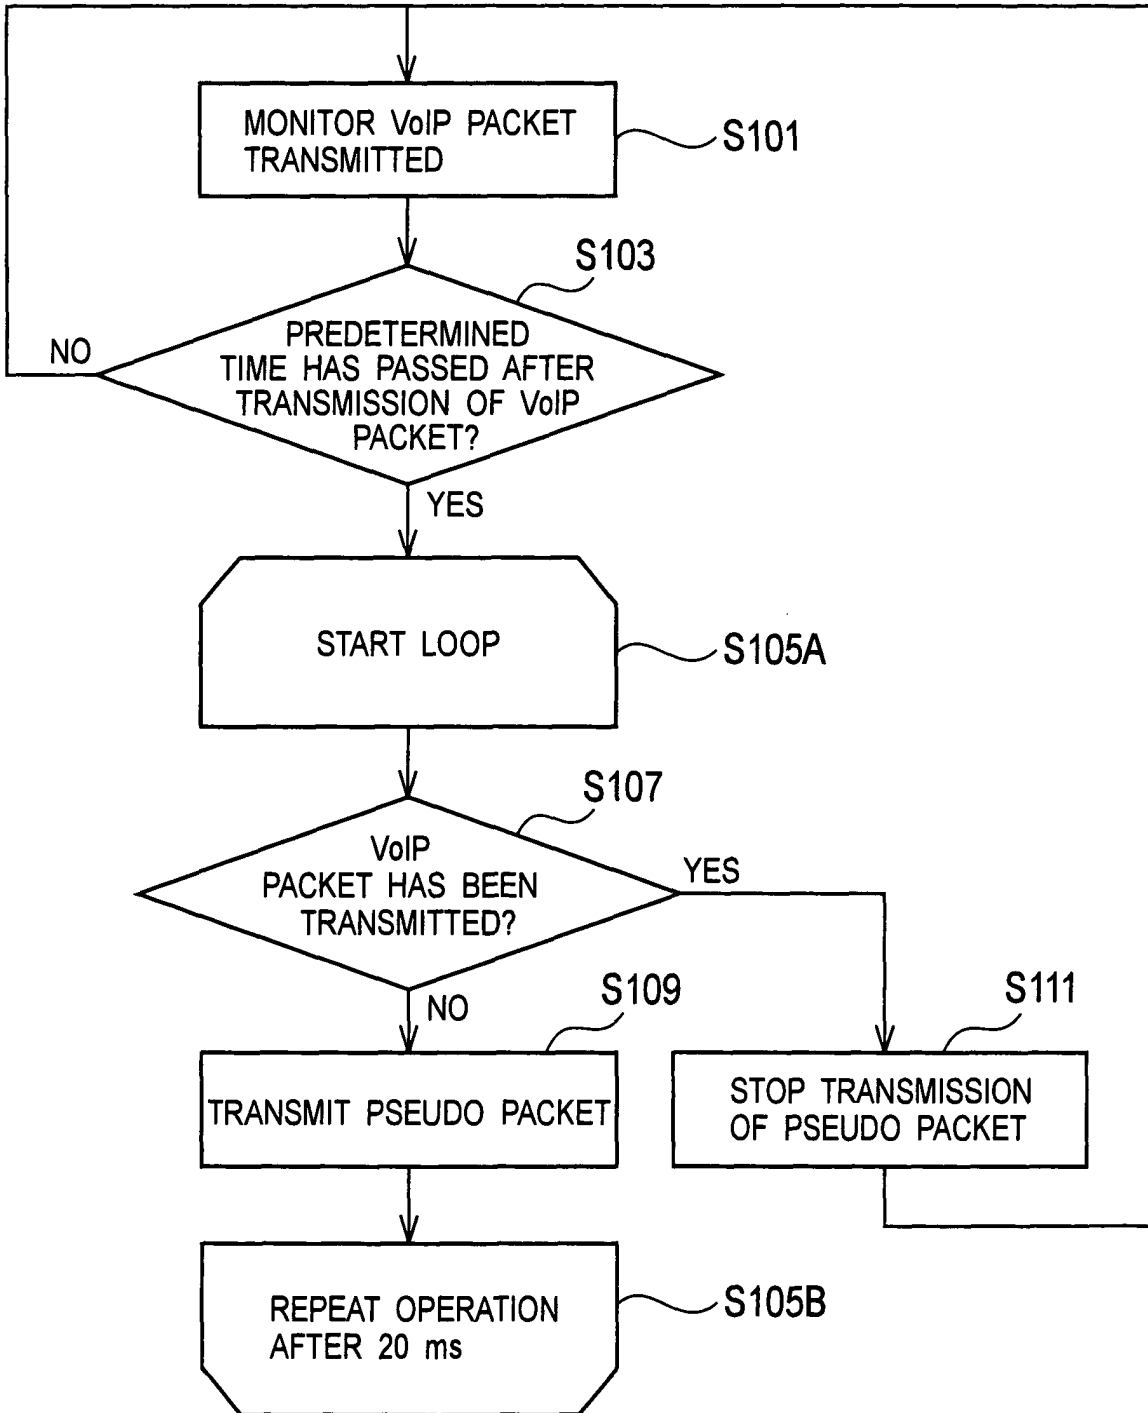 MONITOR VoIP PACKET
TRANSMITTED
S101
S103
PREDETERMINED
TIME HAS PASSED AFTER
TRANSMISSION OF VoIP
PACKET?
NO
YES
START LOOP
S105A
S107
VoIP
PACKET HAS BEEN
TRANSMITTED?
YES
NO
S109
S111
TRANSMIT PSEUDO PACKET
STOP TRANSMISSION
OF PSEUDO PACKET
REPEAT OPERATION
AFTER 20 ms
S105B